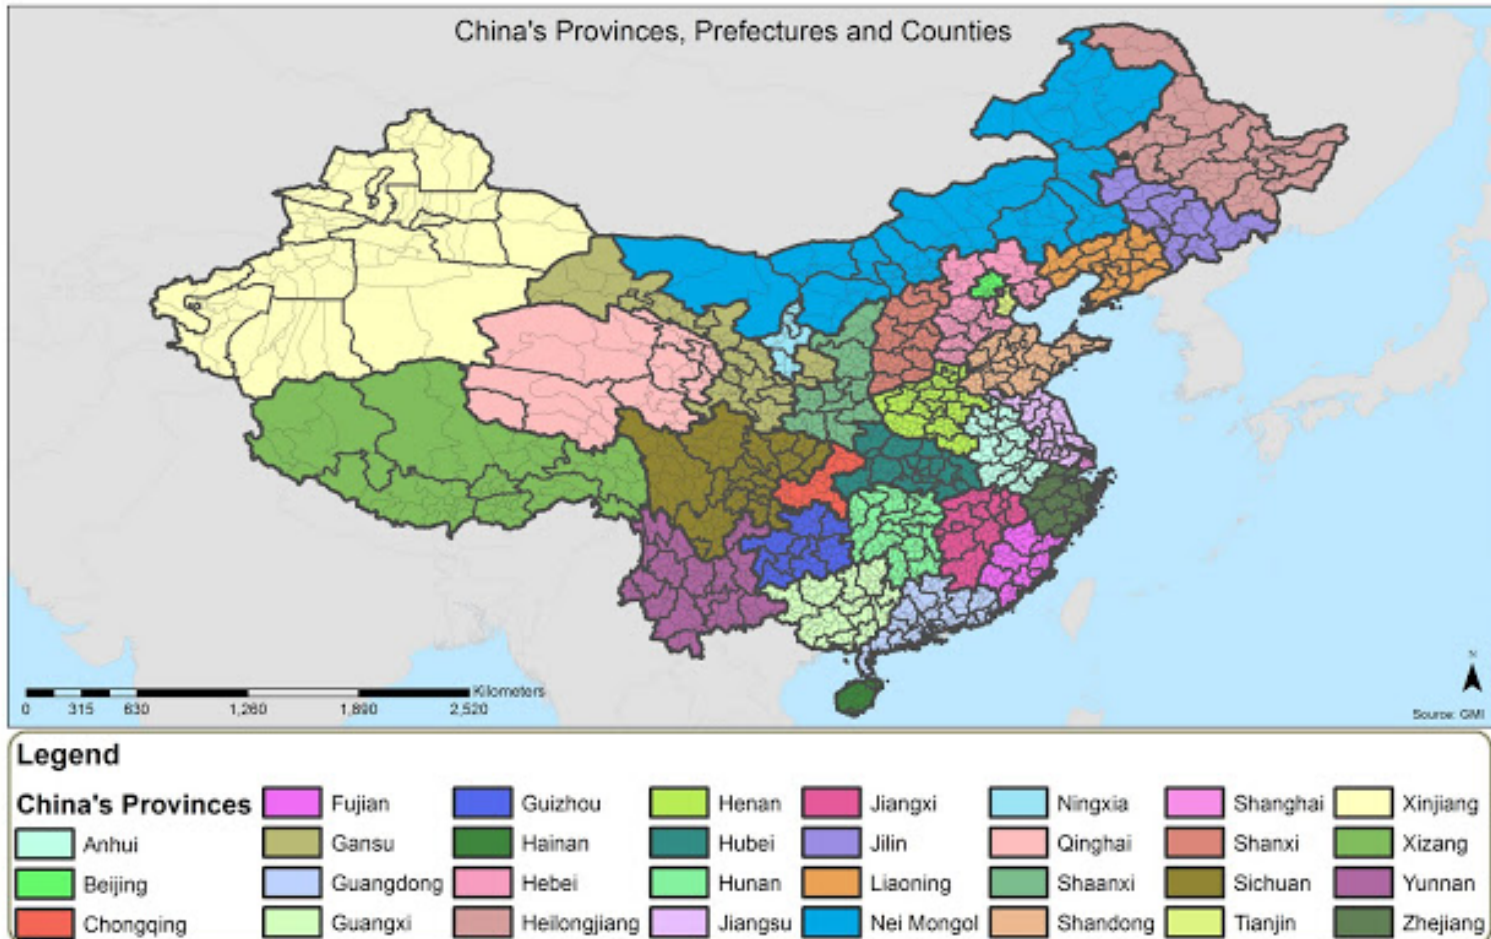 China's Provinces, Prefectures and Counties
Kilometers
0 315 630 1,260 1,890 2,520
N
Source: GMI
Legend
China's Provinces Fujian Guizhou Henan Jiangxi Ningxia Shanghai Xinjiang
Anhui Gansu Hainan Hubei Jilin Qinghai Shanxi Xizang
Beijing Guangdong Hebei Hunan Liaoning Shaanxi Sichuan Yunnan
Chongqing Guangxi Heilongjiang Jiangsu Nei Mongol Shandong Tianjin Zhejiang